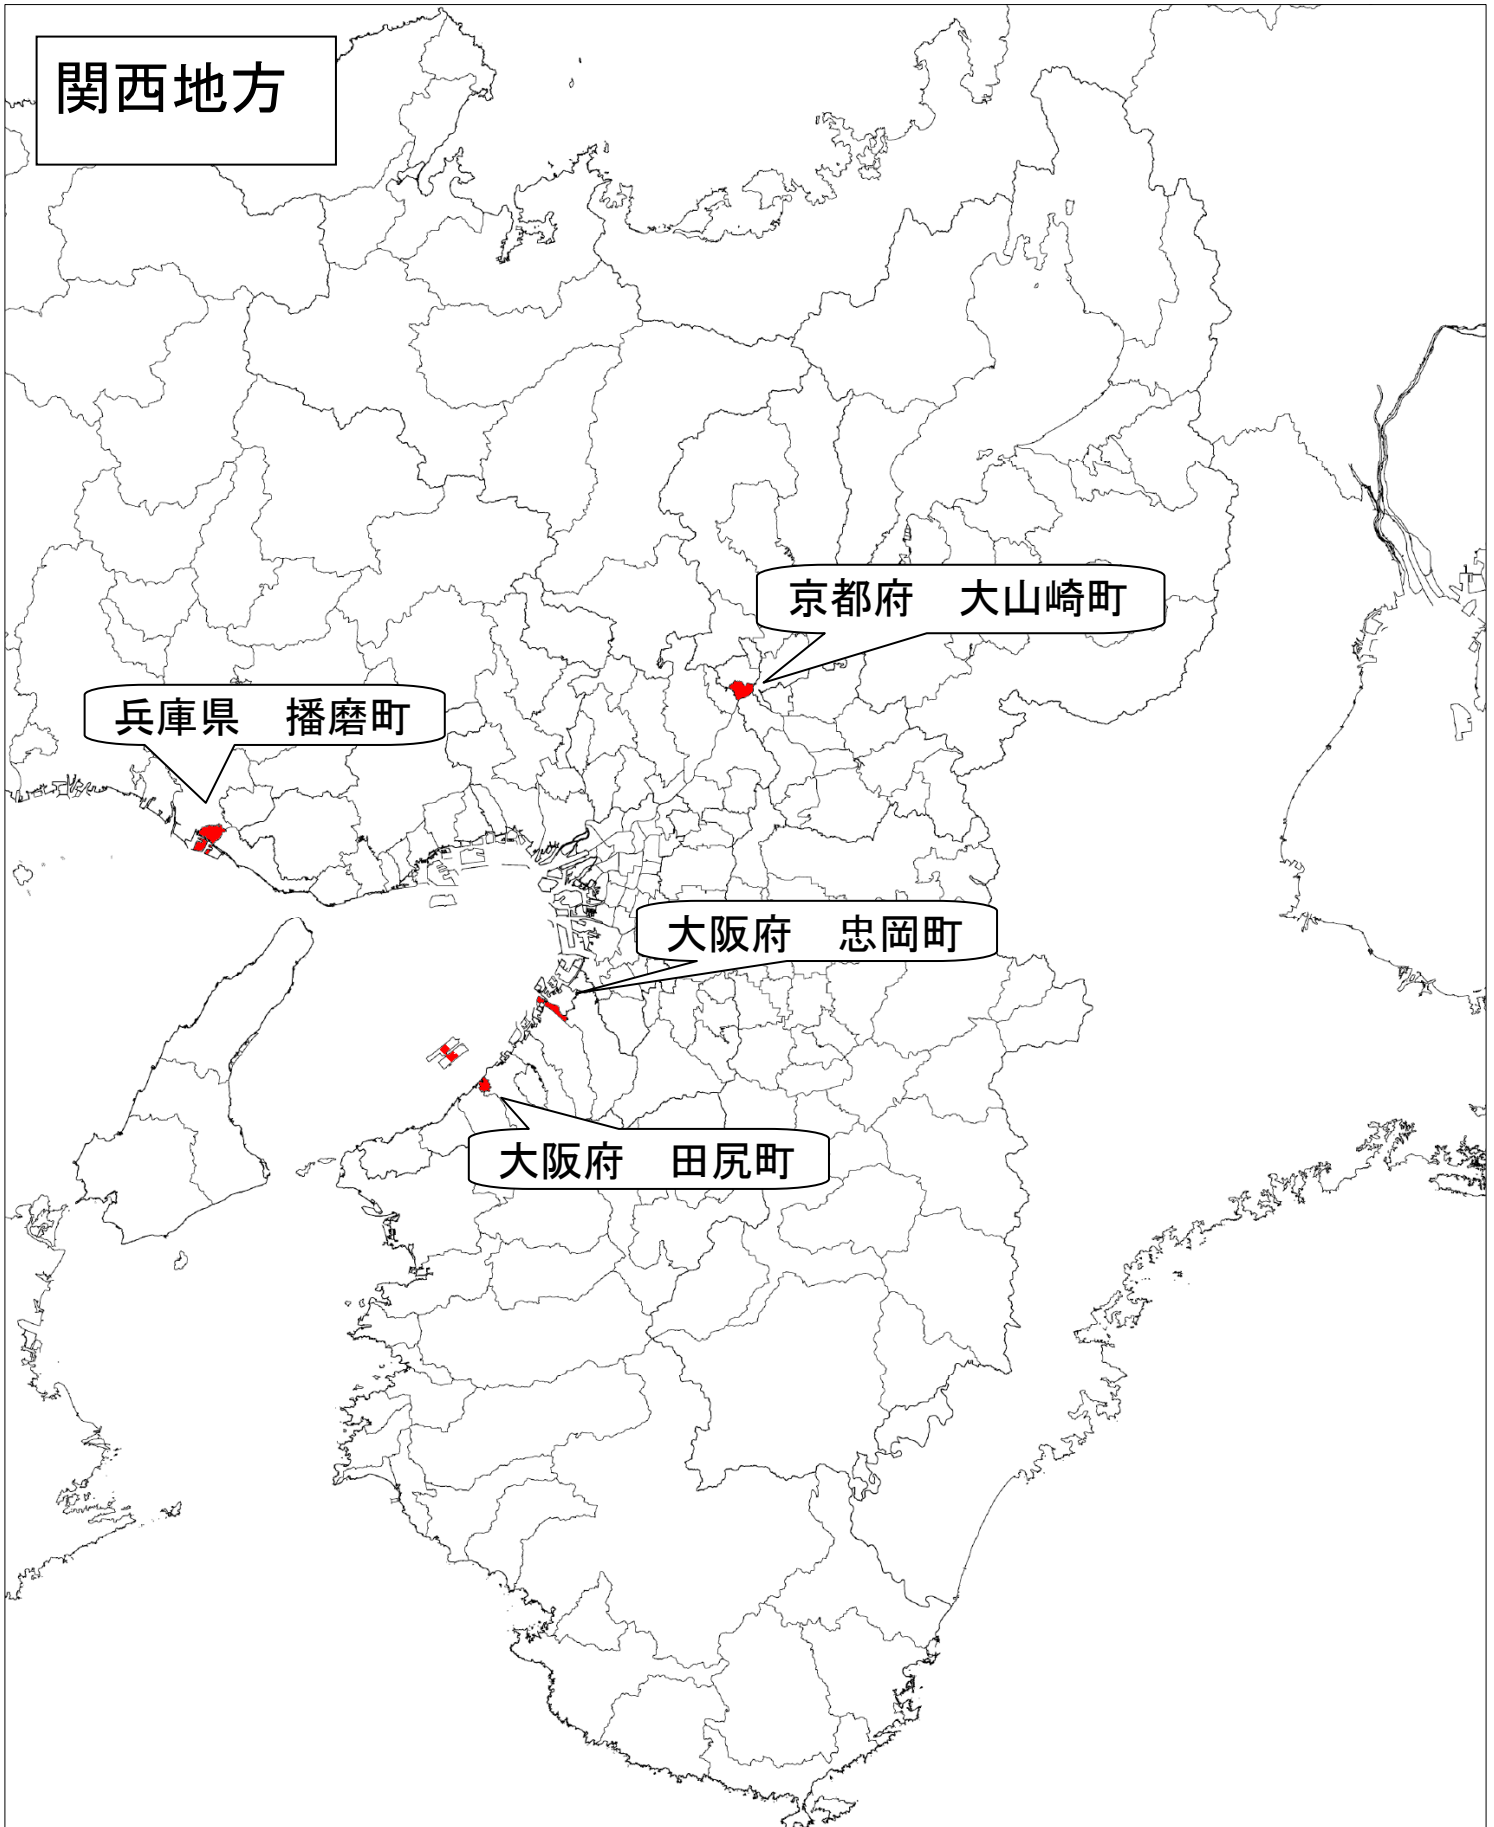 関西地方
京都府　大山崎町
兵庫県　播磨町
大阪府　忠岡町
大阪府　田尻町